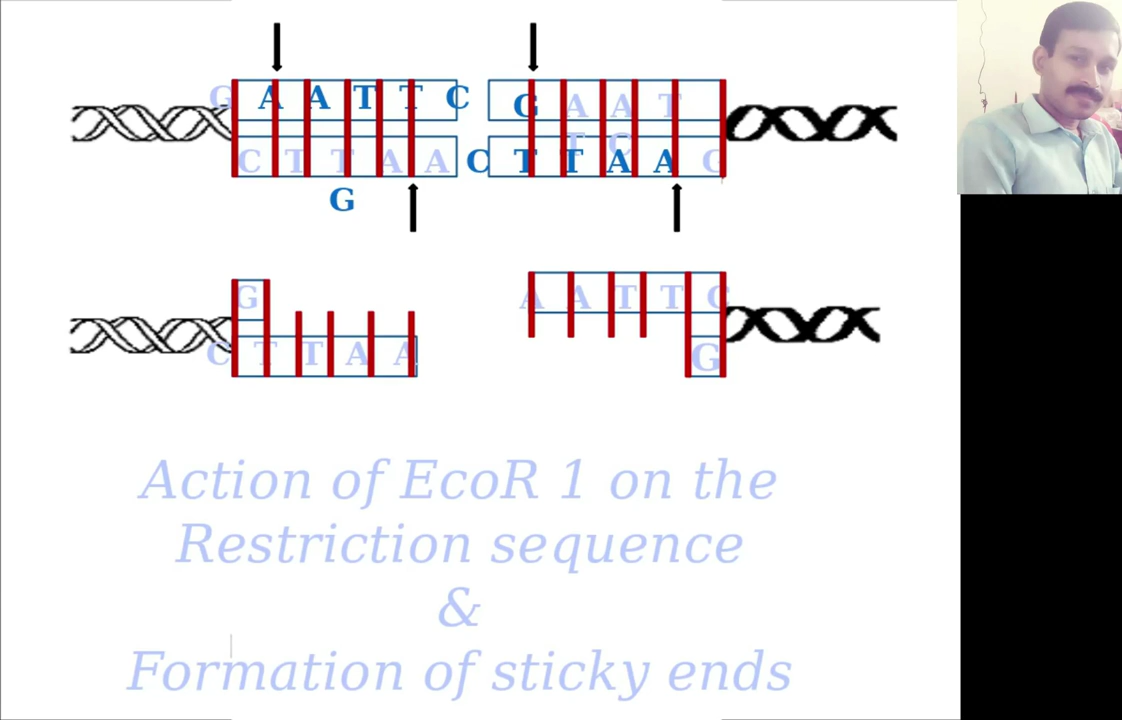 G A A T T C G A A T
T C
C T T A A C T T A A G
G
G A A T T C
C T T A A G
Action of EcoR 1 on the
Restriction sequence
&
Formation of sticky ends